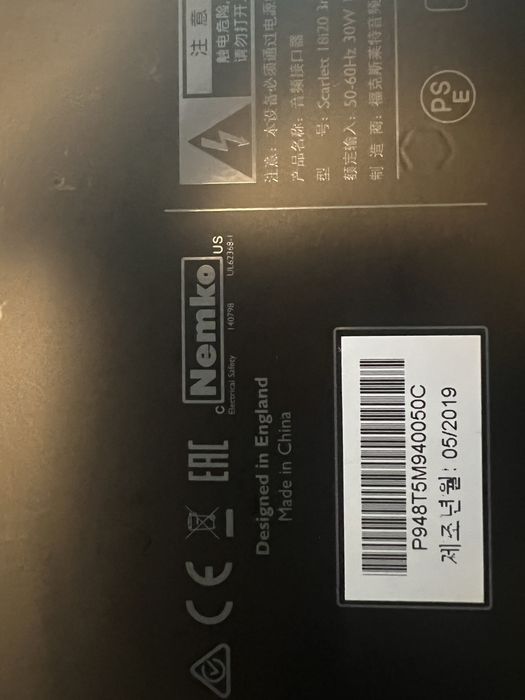 注 意
触电危险,
请勿打开
注意: 本设备必须通过电源
产品名称: 音频接口器
型 号: Scarlett 18i20 3r
额定输入: 50-60Hz 30W
制 造 商: 福克斯莱特音频
PS
E
c Nemko US
Electrical Safety 140798 UL62368-1
CE EAC
Designed in England
Made in China
P948T5M940050C
제조년월: 05/2019